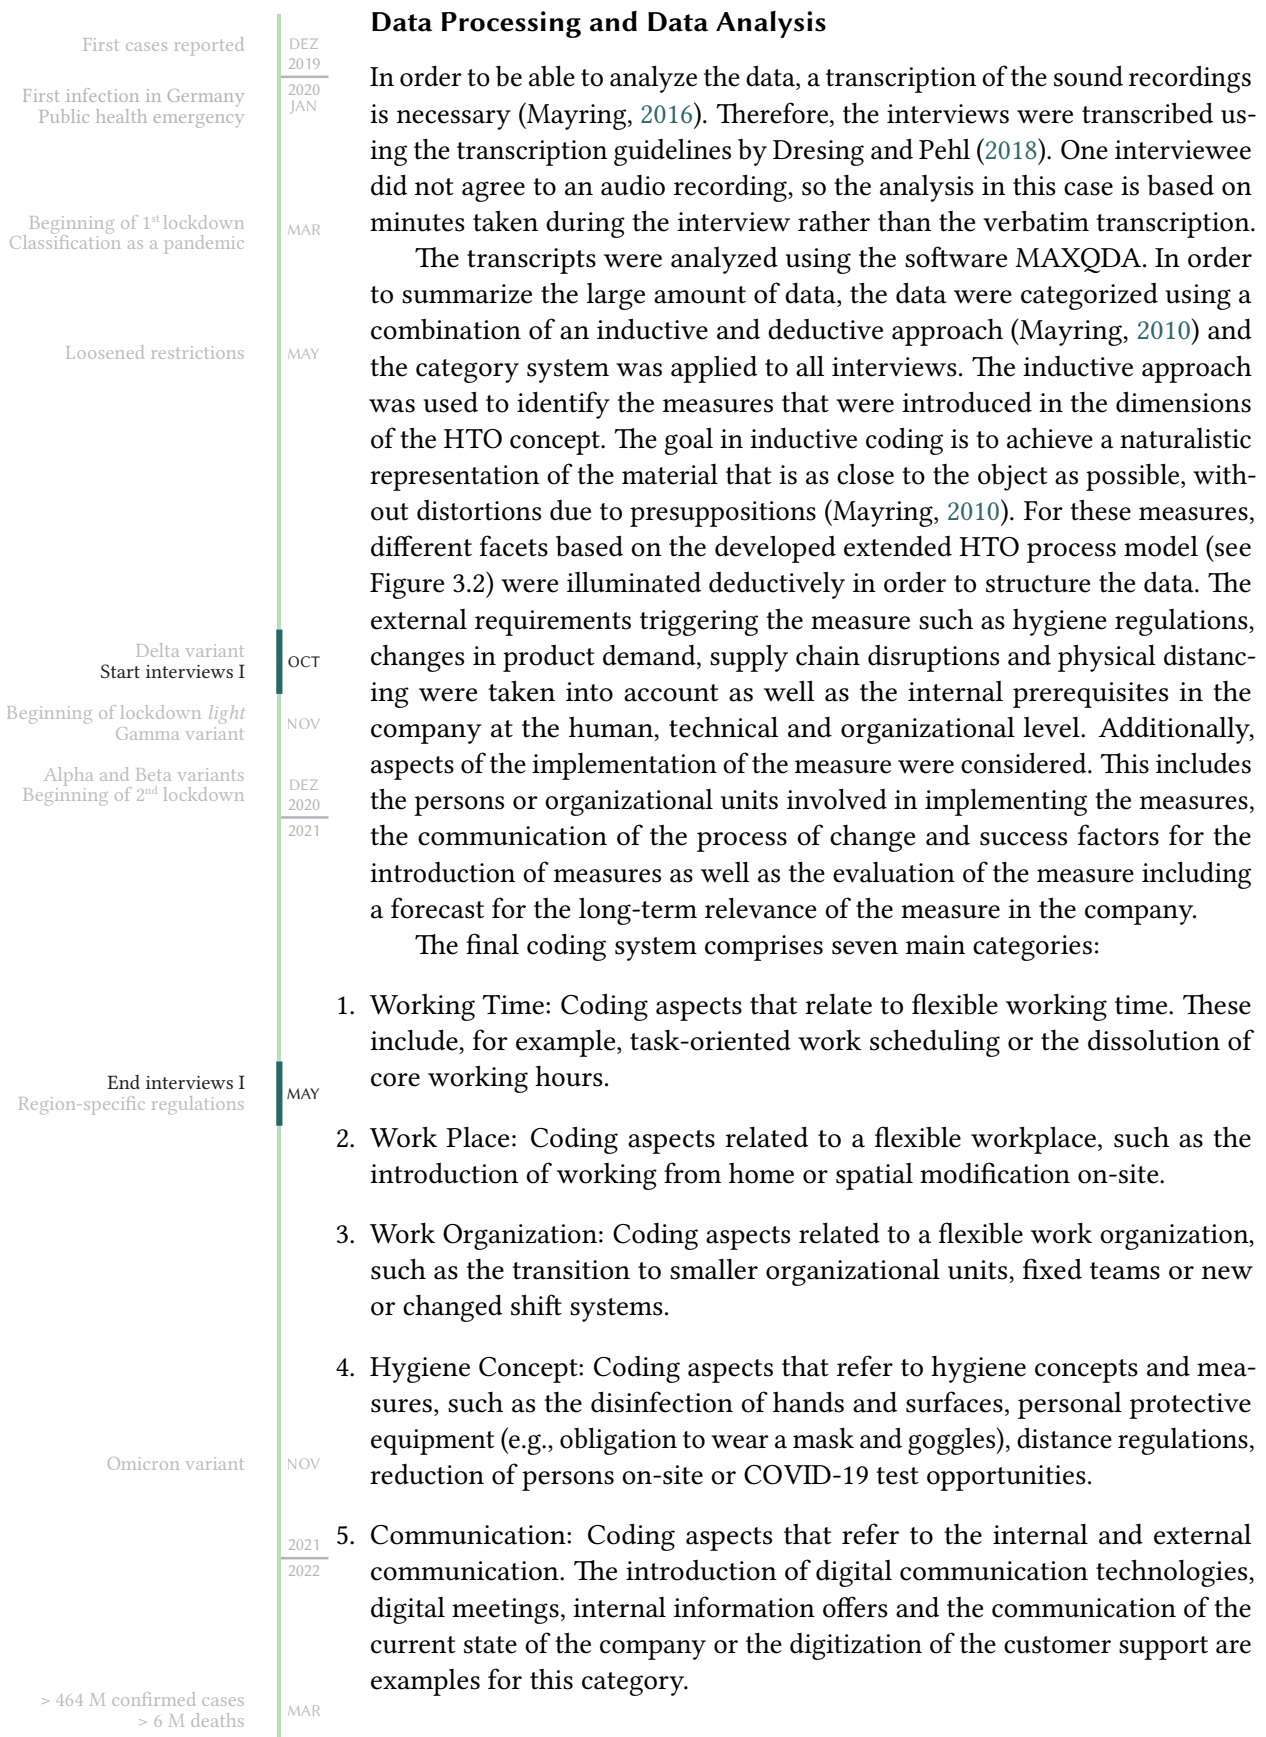 First cases reported
DEZ
2019
2020
JAN
First infection in Germany
Public health emergency
Beginning of 1st lockdown
Classification as a pandemic
MAR
Loosened restrictions
MAY
Delta variant
Start interviews I
OCT
Beginning of lockdown light
Gamma variant
NOV
Alpha and Beta variants
Beginning of 2nd lockdown
DEZ
2020
2021
End interviews I
Region-specific regulations
MAY
Omicron variant
NOV
2021
2022
> 464 M confirmed cases
> 6 M deaths
MAR
Data Processing and Data Analysis
In order to be able to analyze the data, a transcription of the sound recordings
is necessary (Mayring, 2016). Therefore, the interviews were transcribed us-
ing the transcription guidelines by Dresing and Pehl (2018). One interviewee
did not agree to an audio recording, so the analysis in this case is based on
minutes taken during the interview rather than the verbatim transcription.
The transcripts were analyzed using the software MAXQDA. In order
to summarize the large amount of data, the data were categorized using a
combination of an inductive and deductive approach (Mayring, 2010) and
the category system was applied to all interviews. The inductive approach
was used to identify the measures that were introduced in the dimensions
of the HTO concept. The goal in inductive coding is to achieve a naturalistic
representation of the material that is as close to the object as possible, with-
out distortions due to presuppositions (Mayring, 2010). For these measures,
different facets based on the developed extended HTO process model (see
Figure 3.2) were illuminated deductively in order to structure the data. The
external requirements triggering the measure such as hygiene regulations,
changes in product demand, supply chain disruptions and physical distanc-
ing were taken into account as well as the internal prerequisites in the
company at the human, technical and organizational level. Additionally,
aspects of the implementation of the measure were considered. This includes
the persons or organizational units involved in implementing the measures,
the communication of the process of change and success factors for the
introduction of measures as well as the evaluation of the measure including
a forecast for the long-term relevance of the measure in the company.
The final coding system comprises seven main categories:
1. Working Time: Coding aspects that relate to flexible working time. These
include, for example, task-oriented work scheduling or the dissolution of
core working hours.
2. Work Place: Coding aspects related to a flexible workplace, such as the
introduction of working from home or spatial modification on-site.
3. Work Organization: Coding aspects related to a flexible work organization,
such as the transition to smaller organizational units, fixed teams or new
or changed shift systems.
4. Hygiene Concept: Coding aspects that refer to hygiene concepts and mea-
sures, such as the disinfection of hands and surfaces, personal protective
equipment (e.g., obligation to wear a mask and goggles), distance regulations,
reduction of persons on-site or COVID-19 test opportunities.
5. Communication: Coding aspects that refer to the internal and external
communication. The introduction of digital communication technologies,
digital meetings, internal information offers and the communication of the
current state of the company or the digitization of the customer support are
examples for this category.